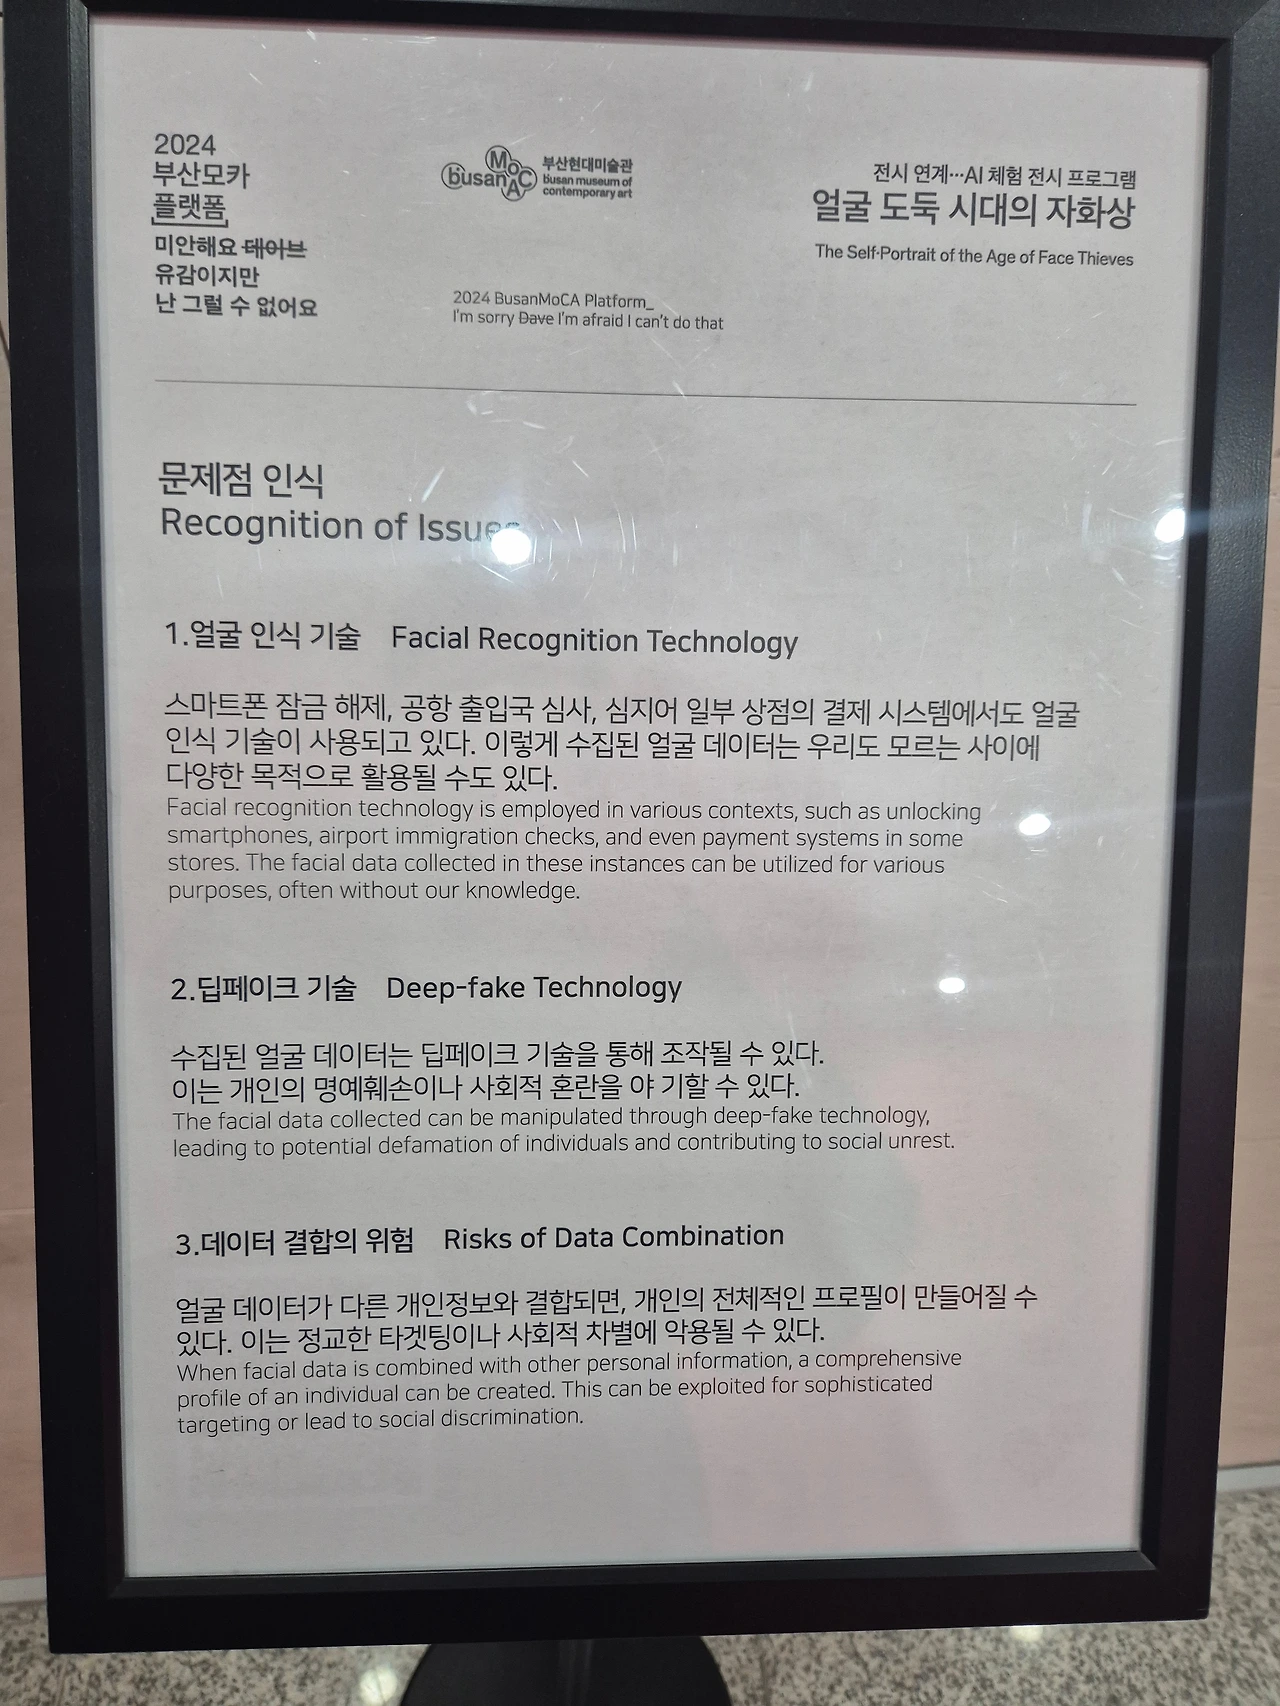 2024
부산모카
플랫폼
미안해요 데이브
유감이지만
난 그럴 수 없어요
MoCA
busan
부산현대미술관
busan museum of
contemporary art
2024 BusanMoCA Platform_
I'm sorry Dave I'm afraid I can't do that
전시 연계…AI 체험 전시 프로그램
얼굴 도둑 시대의 자화상
The Self-Portrait of the Age of Face Thieves
문제점 인식
Recognition of Issues
1.얼굴 인식 기술 Facial Recognition Technology
스마트폰 잠금 해제, 공항 출입국 심사, 심지어 일부 상점의 결제 시스템에서도 얼굴
인식 기술이 사용되고 있다. 이렇게 수집된 얼굴 데이터는 우리도 모르는 사이에
다양한 목적으로 활용될 수도 있다.
Facial recognition technology is employed in various contexts, such as unlocking
smartphones, airport immigration checks, and even payment systems in some
stores. The facial data collected in these instances can be utilized for various
purposes, often without our knowledge.
2.딥페이크 기술 Deep-fake Technology
수집된 얼굴 데이터는 딥페이크 기술을 통해 조작될 수 있다.
이는 개인의 명예훼손이나 사회적 혼란을 야 기할 수 있다.
The facial data collected can be manipulated through deep-fake technology,
leading to potential defamation of individuals and contributing to social unrest.
3.데이터 결합의 위험 Risks of Data Combination
얼굴 데이터가 다른 개인정보와 결합되면, 개인의 전체적인 프로필이 만들어질 수
있다. 이는 정교한 타겟팅이나 사회적 차별에 악용될 수 있다.
When facial data is combined with other personal information, a comprehensive
profile of an individual can be created. This can be exploited for sophisticated
targeting or lead to social discrimination.